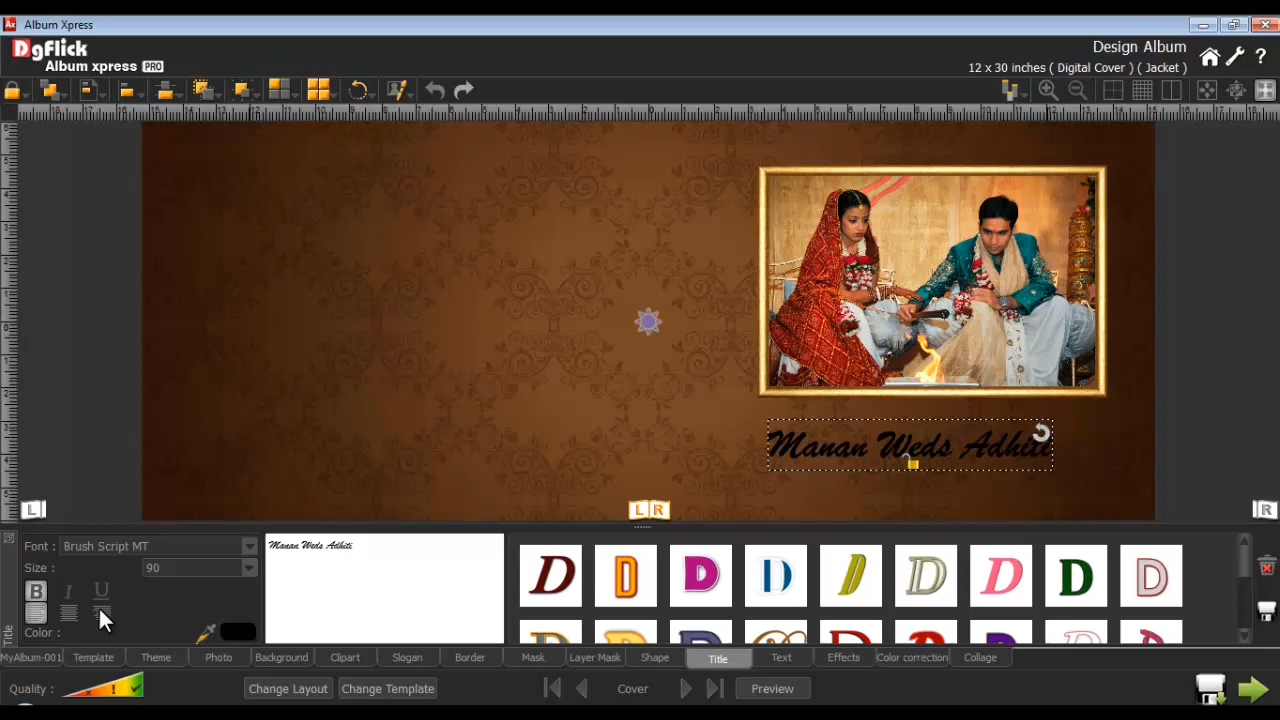 Album Xpress
DgFlick
Album xpress PRO
Design Album
12 x 30 inches ( Digital Cover ) ( Jacket )
Manan Weds Adhiti
L
L R
R
Font : Brush Script MT
Size : 90
B I U
Color :
Manan Weds Adhiti
D D D D D D D D D
Title
MyAlbum-001 Template Theme Photo Background Clipart Slogan Border Mask Layer Mask Shape Title Text Effects Color correction Collage
Quality :
Change Layout Change Template Cover Preview